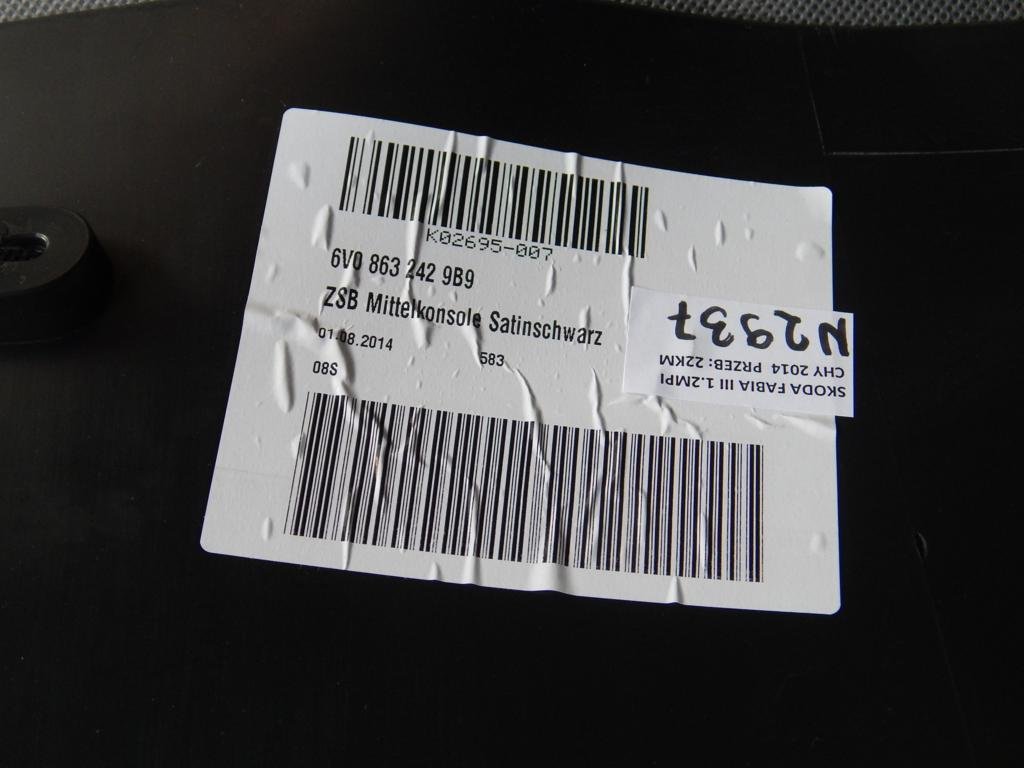 K02695-007
6V0 863 242 9B9
ZSB Mittelkonsole Satinschwarz
01.08.2014 583
08S
SKODA FABIA III 1.2MPI
CHY 2014 PRZEB: 22KM
N2937